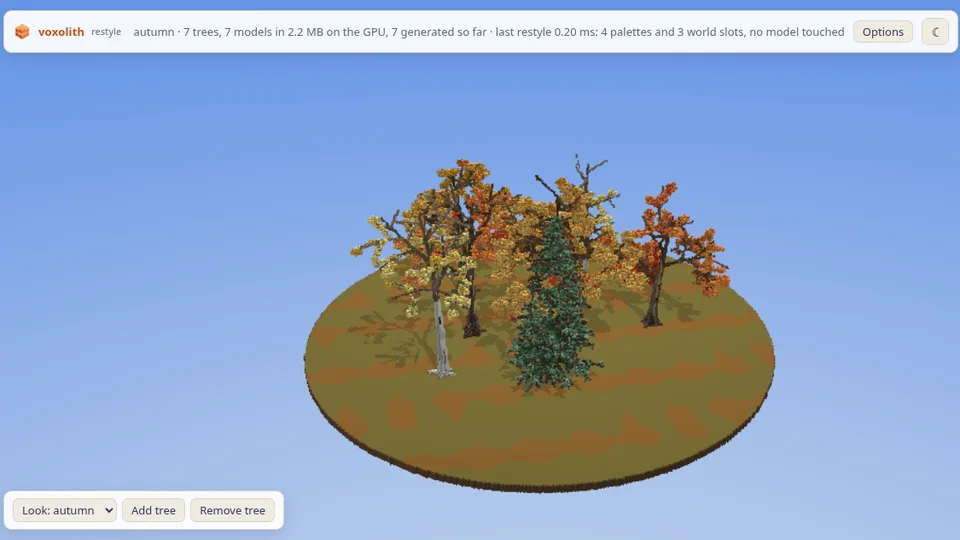 voxolith restyle autumn · 7 trees, 7 models in 2.2 MB on the GPU, 7 generated so far · last restyle 0.20 ms: 4 palettes and 3 world slots, no model touched Options
Look: autumn Add tree Remove tree